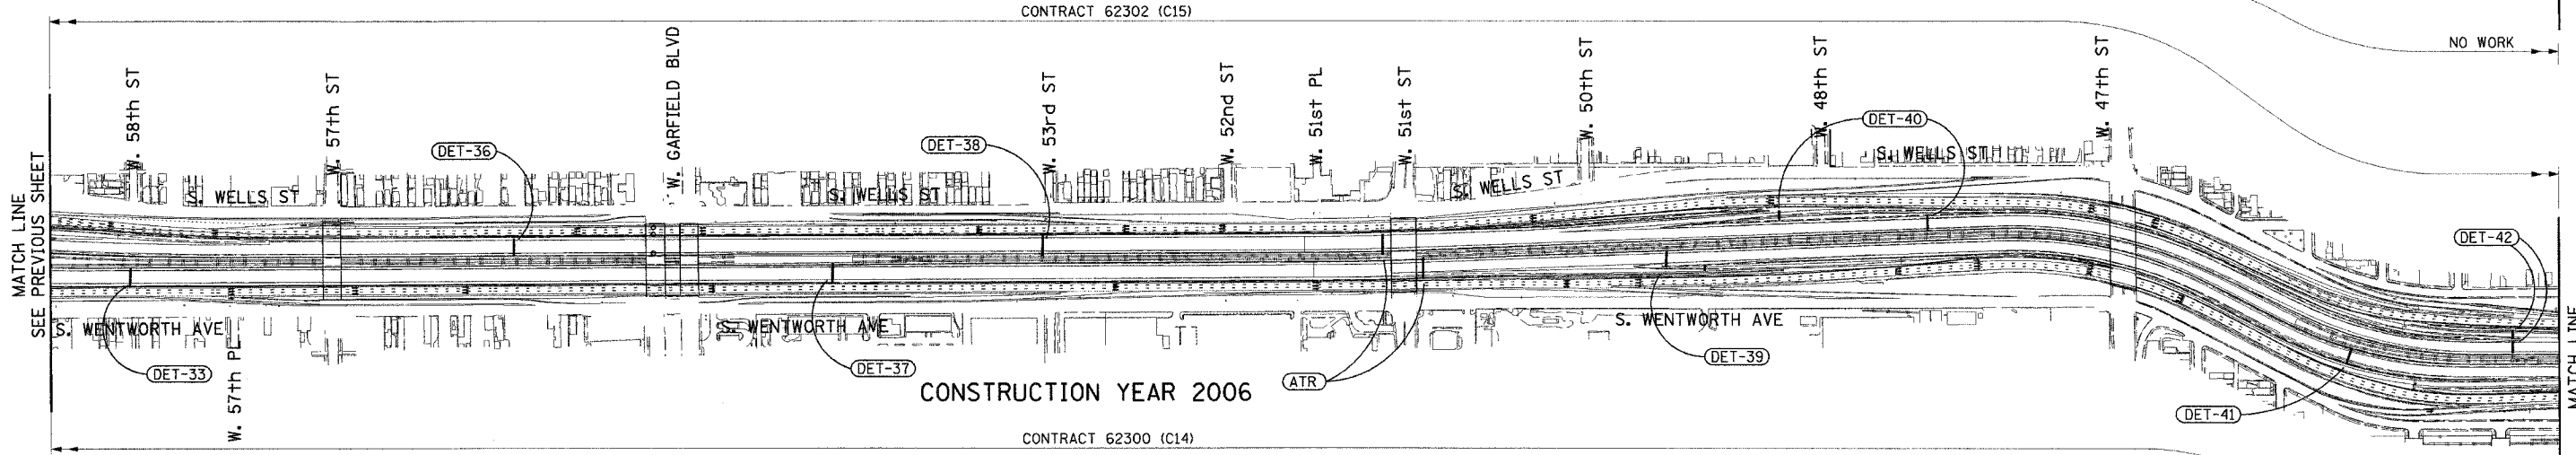 CONTRACT 62302 (C15)
NO WORK
W. 58th ST
W. 57th ST
W. GARFIELD BLVD
W. 53rd ST
W. 52nd ST
W. 51st PL
W. 51st ST
W. 50th ST
W. 48th ST
W. 47th ST
DET-36
DET-38
DET-40
MATCH LINE
SEE PREVIOUS SHEET
S. WELLS ST
S. WELLS ST
S. WELLS ST
S. WELLS ST
DET-42
S. WENTWORTH AVE
S. WENTWORTH AVE
S. WENTWORTH AVE
W. 57th PL
DET-33
DET-37
ATR
DET-39
DET-41
MATCH LINE
CONSTRUCTION YEAR 2006
CONTRACT 62300 (C14)